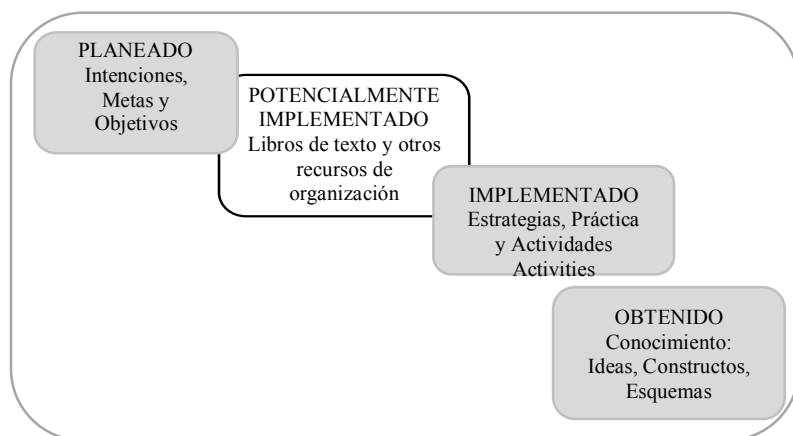 PLANEADO
Intenciones,
Metas y
Objetivos
POTENCIALMENTE
IMPLEMENTADO
Libros de texto y otros
recursos de
organización
IMPLEMENTADO
Estrategias, Práctica
y Actividades
Activities
OBTENIDO
Conocimiento:
Ideas, Constructos,
Esquemas